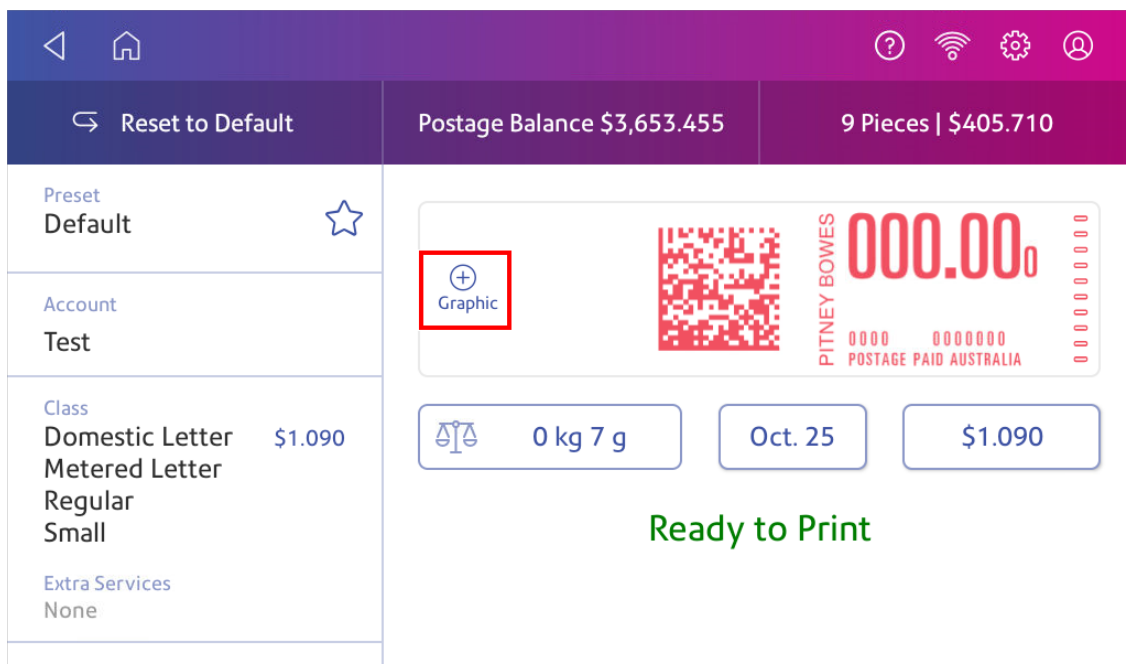 Reset to Default
Postage Balance $3,653.455
9 Pieces | $405.710
Preset
Default
Account
Test
Class
Domestic Letter $1.090
Metered Letter
Regular
Small
Extra Services
None
Graphic
PITNEY BOWES
000.000
0000 0000000
POSTAGE PAID AUSTRALIA
0 kg 7 g
Oct. 25
$1.090
Ready to Print